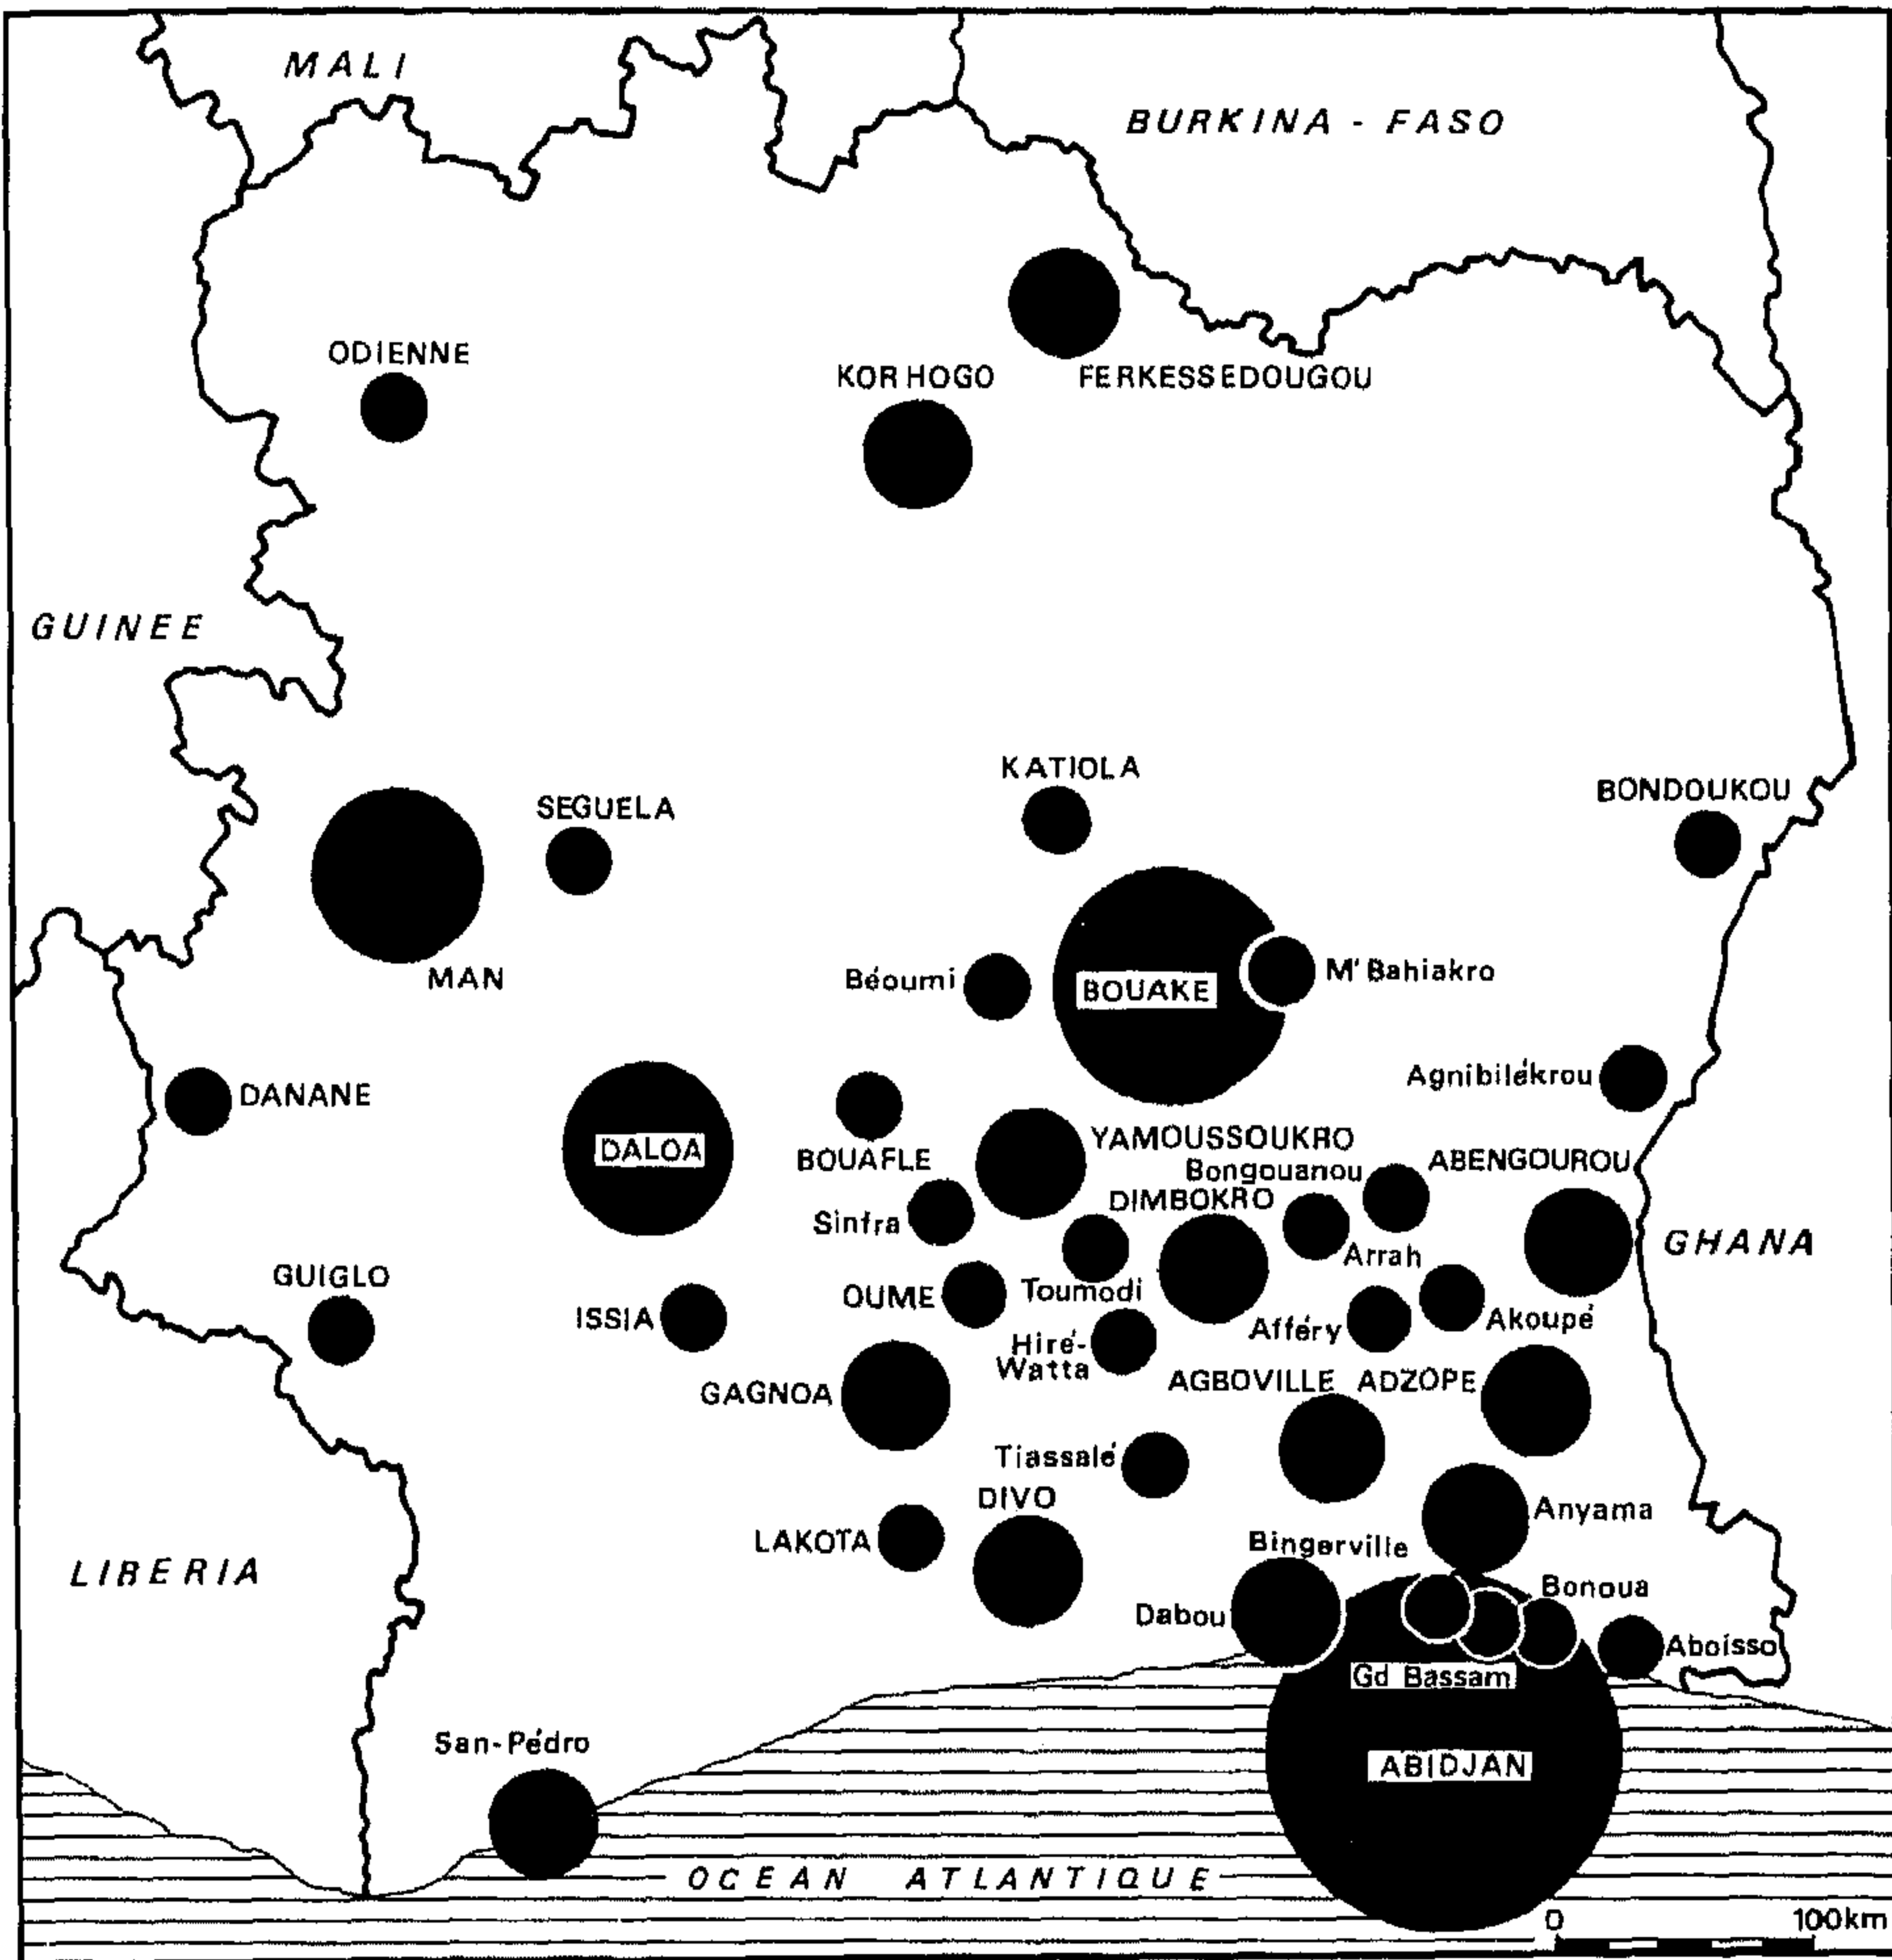 MALI
BURKINA - FASO
ODIENNE
KORHOGO
FERKESSEDOUGOU
GUINEE
KATIOLA
BONDOUKOU
SEGUELA
MAN
Béoumi
BOUAKE
M'Bahiakro
Agnibilékrou
DANANE
DALOA
BOUAFLE
YAMOUSSOUKRO
Bongouanou
ABENGOUROU
DIMBOKRO
Sinfra
Arrah
GHANA
GUIGLO
ISSIA
OUME
Toumodi
Afféry
Akoupé
Hiré-
Watta
GAGNOA
AGBOVILLE
ADZOPE
Tiassalé
DIVO
Anyama
LAKOTA
Bingerville
LIBERIA
Bonoua
Dabou
Aboisso
Gd Bassam
San-Pédro
ABIDJAN
OCEAN ATLANTIQUE
0 100km